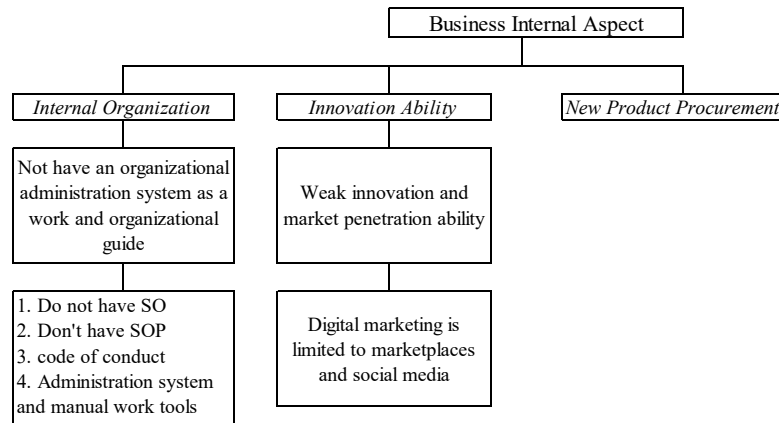 Business Internal Aspect
Internal Organization
Innovation Ability
New Product Procurement
Not have an organizational
administration system as a
work and organizational
guide
Weak innovation and
market penetration ability
1. Do not have SO
2. Don't have SOP
3. code of conduct
4. Administration system
and manual work tools
Digital marketing is
limited to marketplaces
and social media